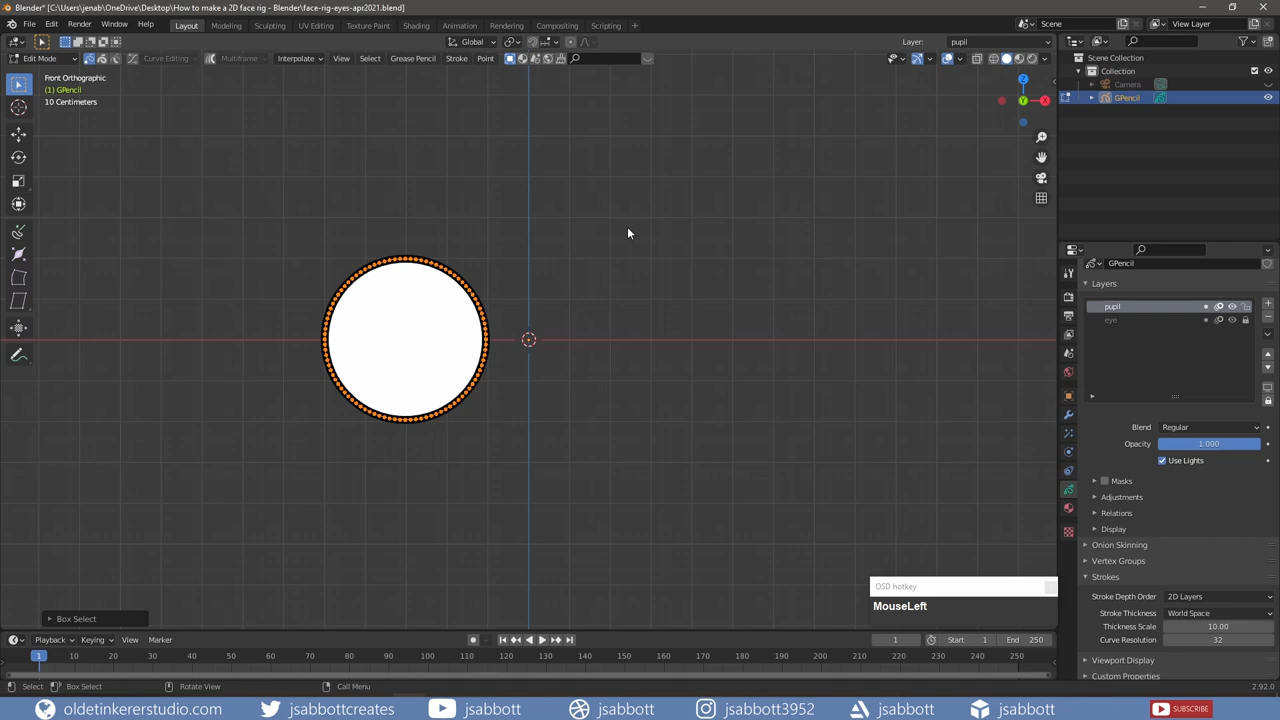 Blender* [C:\Users\jenab\OneDrive\Desktop\How to make a 2D face rig - Blender\face-rig-eyes-apr2021.blend]
File Edit Render Window Help Layout Modeling Sculpting UV Editing Texture Paint Shading Animation Rendering Compositing Scripting Scene View Layer
Global Layer: pupil
Edit Mode Curve Editing Multiframe Interpolate View Select Grease Pencil Stroke Point
Scene Collection
Collection
Camera
GPencil
Front Orthographic
(1) GPencil
10 Centimeters
Z
Y
X
GPencil
Layers
pupil
eye
Blend Regular
Opacity 1.000
Use Lights
Masks
Adjustments
Relations
Display
Onion Skinning
Vertex Groups
Strokes
Stroke Depth Order 2D Layers
Stroke Thickness World Space
Thickness Scale 10.00
Curve Resolution 32
Viewport Display
Custom Properties
OSD hotkey
MouseLeft
Box Select
Playback Keying View Marker 1 Start 1 End 250
1 10 20 30 40 50 60 70 80 90 100 110 120 130 140 150 160 170 180 190 200 210 220 230 240 250
Select Box Select Rotate View Call Menu 2.92.0
oldetinkererstudio.com jsabbottcreates jsabbott jsabbott jsabbott3952 jsabbott jsabbott SUBSCRIBE